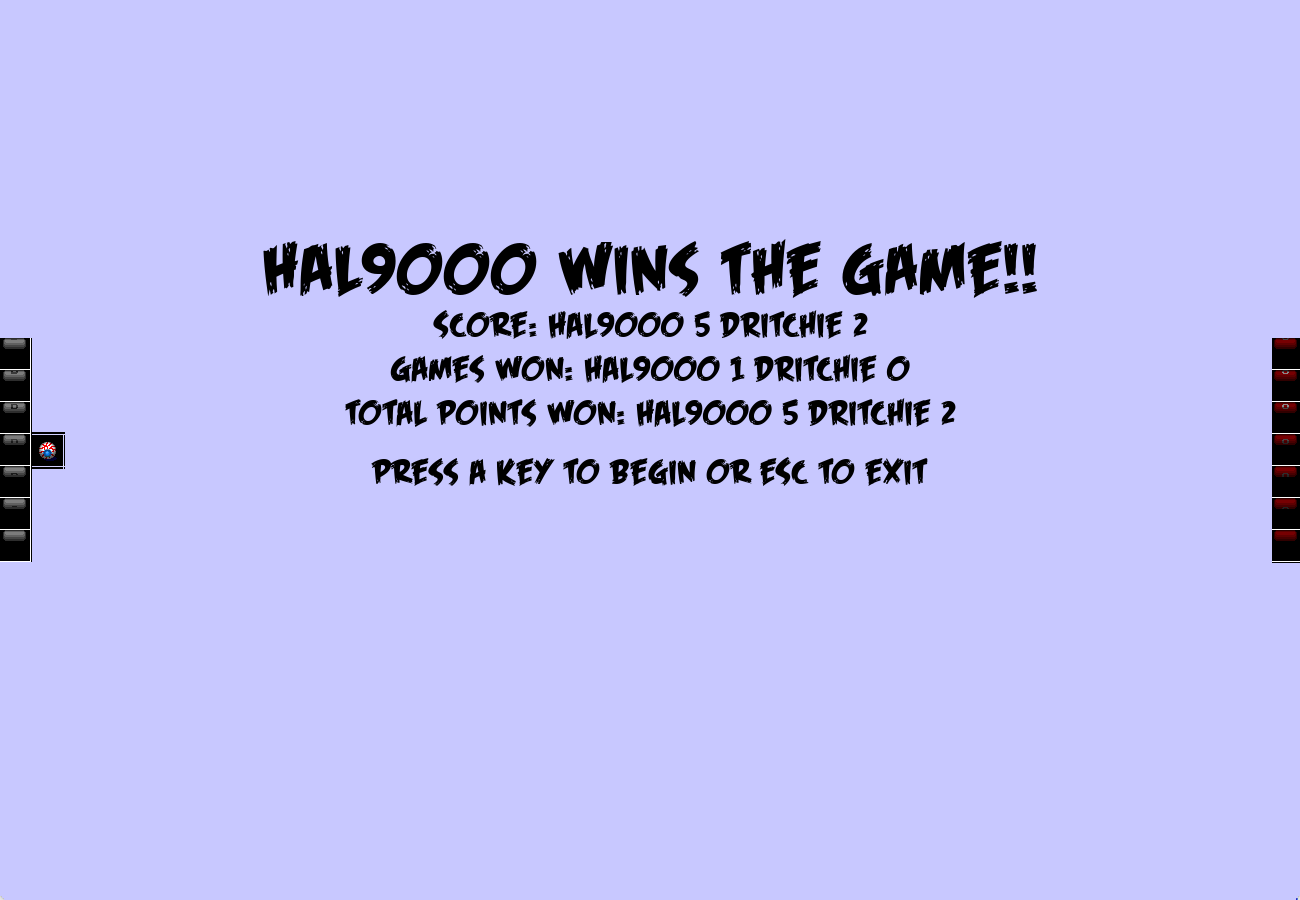 HAL9000 WINS THE GAME!!
SCORE: HAL9000 5 DRITCHIE 2
GAMES WON: HAL9000 1 DRITCHIE 0
TOTAL POINTS WON: HAL9000 5 DRITCHIE 2
PRESS A KEY TO BEGIN OR ESC TO EXIT